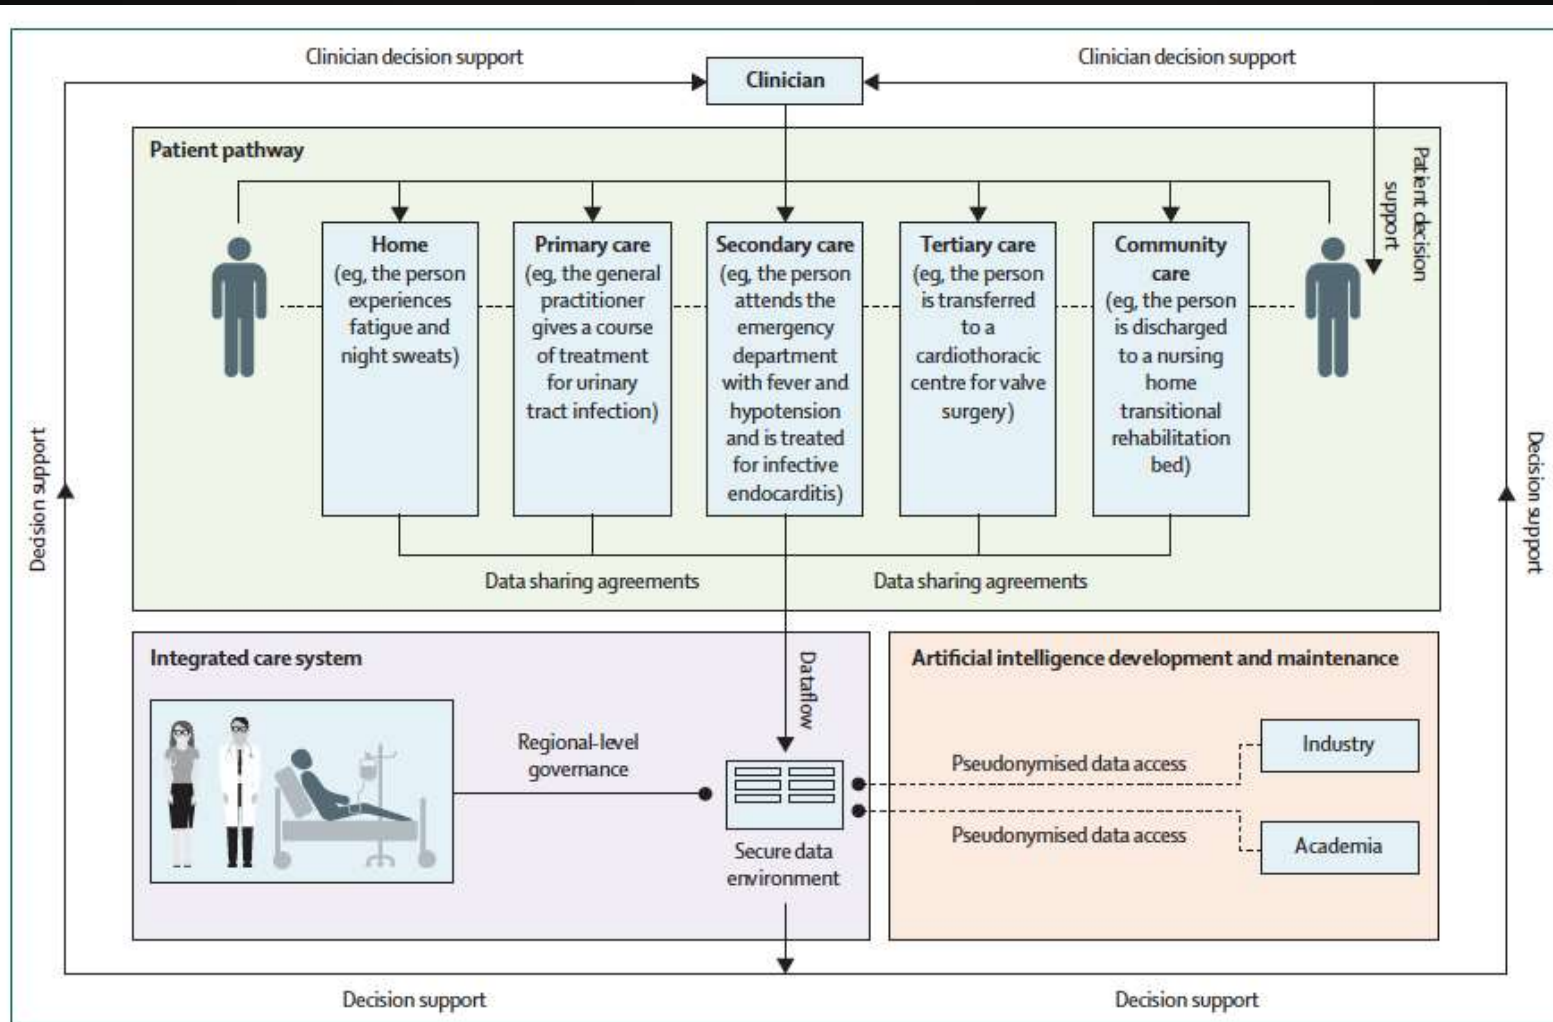 Clinician decision support
Clinician
Clinician decision support
Patient pathway
Patient decision
support
Home
(eg, the person
experiences
fatigue and
night sweats)
Primary care
(eg, the general
practitioner
gives a course
of treatment
for urinary
tract infection)
Secondary care
(eg, the person
attends the
emergency
department
with fever and
hypotension
and is treated
for infective
endocarditis)
Tertiary care
(eg, the person
is transferred
to a
cardiothoracic
centre for valve
surgery)
Community
care
(eg, the person
is discharged
to a nursing
home
transitional
rehabilitation
bed)
Decision support
Decision support
Data sharing agreements
Data sharing agreements
Integrated care system
Dataflow
Regional-level
governance
Secure data
environment
Artificial intelligence development and maintenance
Pseudonymised data access
Industry
Pseudonymised data access
Academia
Decision support
Decision support